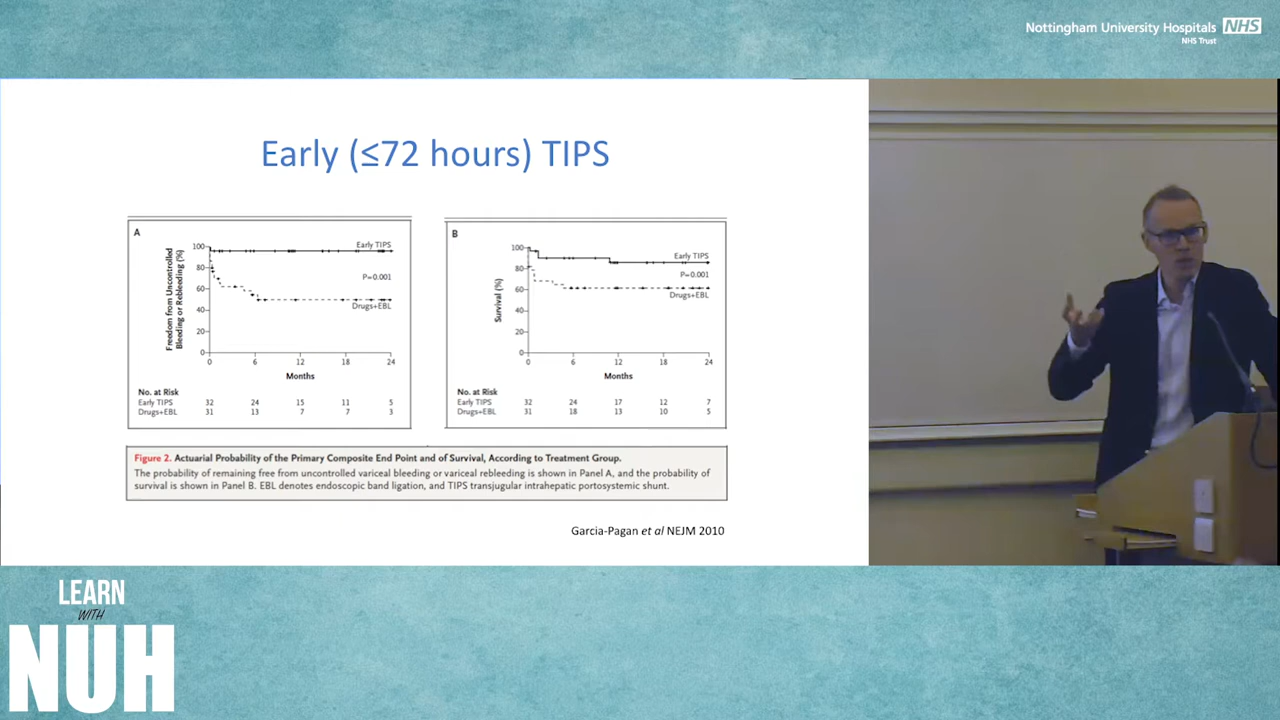 Nottingham University Hospitals NHS
NHS Trust
Early (≤72 hours) TIPS
A
Freedom from Uncontrolled
Bleeding or Rebleeding (%)
100
80
60
40
20
0
Early TIPS
P=0.001
Drugs+EBL
0 6 12 18 24
Months
No. at Risk
Early TIPS 32 24 15 11 5
Drugs+EBL 31 13 7 7 3
B
Survival (%)
100
80
60
40
20
0
Early TIPS
P=0.001
Drugs+EBL
0 6 12 18 24
Months
No. at Risk
Early TIPS 32 24 17 12 7
Drugs+EBL 31 18 13 10 5
Figure 2. Actuarial Probability of the Primary Composite End Point and of Survival, According to Treatment Group.
The probability of remaining free from uncontrolled variceal bleeding or variceal rebleeding is shown in Panel A, and the probability of
survival is shown in Panel B. EBL denotes endoscopic band ligation, and TIPS transjugular intrahepatic portosystemic shunt.
Garcia-Pagan et al NEJM 2010
LEARN
WITH
NUH